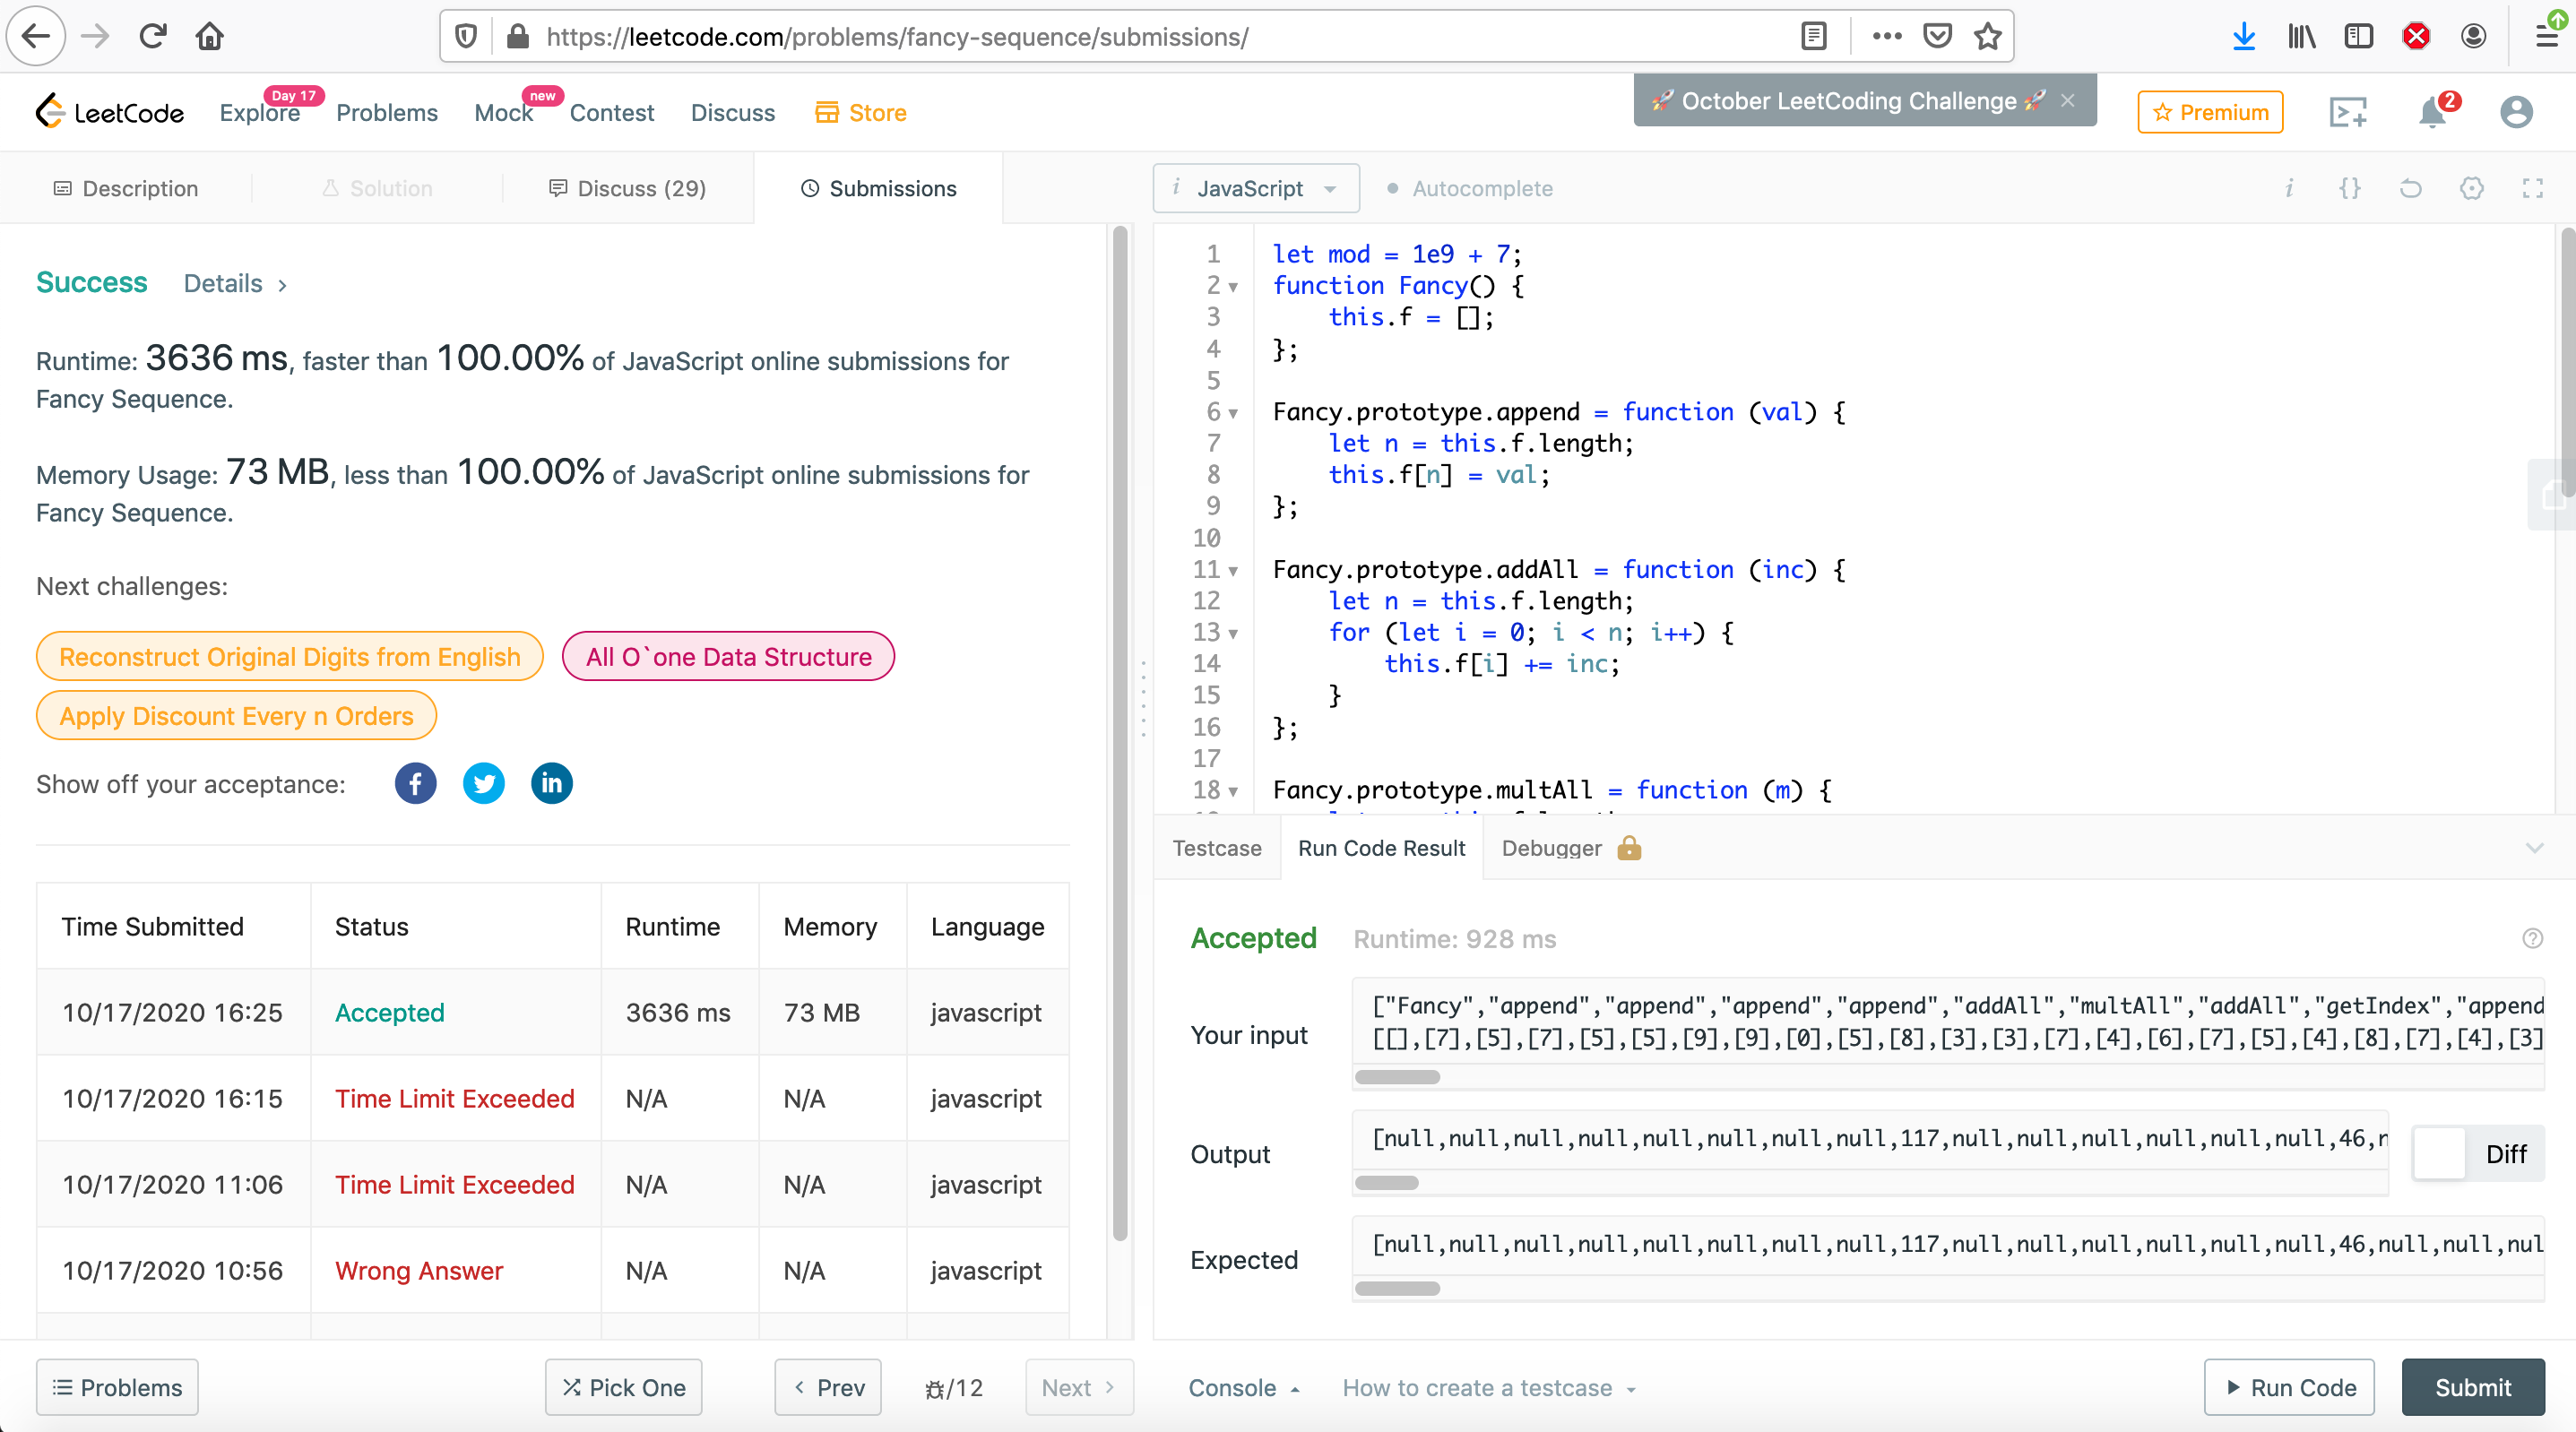 https://leetcode.com/problems/fancy-sequence/submissions/
LeetCode
Explore
Day 17
Problems
Mock
new
Contest
Discuss
Store
🚀 October LeetCoding Challenge 🚀 ×
Premium
2
Description
Solution
Discuss (29)
Submissions
i JavaScript
Autocomplete
i {}
Success Details >
Runtime: 3636 ms, faster than 100.00% of JavaScript online submissions for
Fancy Sequence.
Memory Usage: 73 MB, less than 100.00% of JavaScript online submissions for
Fancy Sequence.
Next challenges:
Reconstruct Original Digits from English
All O`one Data Structure
Apply Discount Every n Orders
Show off your acceptance:
Time Submitted Status Runtime Memory Language
10/17/2020 16:25 Accepted 3636 ms 73 MB javascript
10/17/2020 16:15 Time Limit Exceeded N/A N/A javascript
10/17/2020 11:06 Time Limit Exceeded N/A N/A javascript
10/17/2020 10:56 Wrong Answer N/A N/A javascript
1 let mod = 1e9 + 7;
2 function Fancy() {
3 this.f = [];
4 };
5
6 Fancy.prototype.append = function (val) {
7 let n = this.f.length;
8 this.f[n] = val;
9 };
10
11 Fancy.prototype.addAll = function (inc) {
12 let n = this.f.length;
13 for (let i = 0; i < n; i++) {
14 this.f[i] += inc;
15 }
16 };
17
18 Fancy.prototype.multAll = function (m) {
Testcase
Run Code Result
Debugger
Accepted Runtime: 928 ms
Your input
["Fancy","append","append","append","append","addAll","multAll","addAll","getIndex","append
[[],[7],[5],[7],[5],[5],[9],[9],[0],[5],[8],[3],[3],[7],[4],[6],[7],[5],[4],[8],[7],[4],[3]
Output
[null,null,null,null,null,null,null,null,117,null,null,null,null,null,null,46,n
Diff
Expected
[null,null,null,null,null,null,null,null,117,null,null,null,null,null,null,46,null,null,nul
Problems
Pick One
< Prev
/12
Next >
Console
How to create a testcase
Run Code
Submit